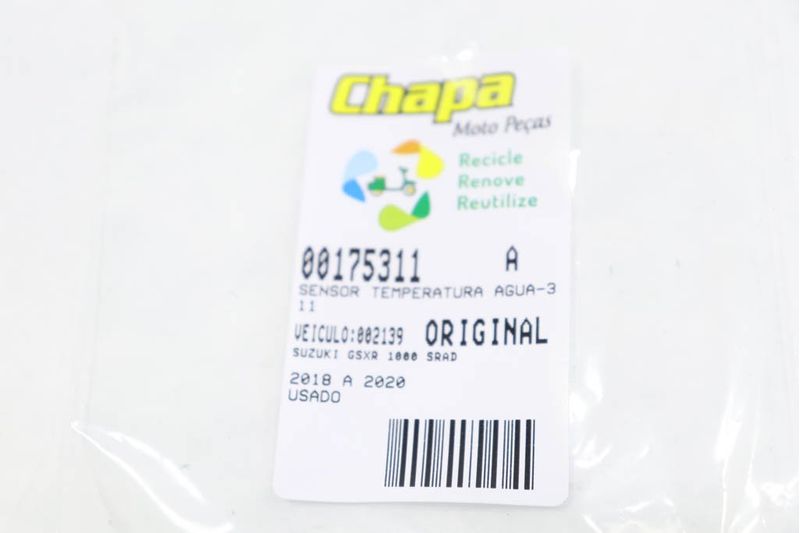 Chapa
Moto Peças
Recicle
Renove
Reutilize
00175311 A
SENSOR TEMPERATURA AGUA-3
11
VEICULO:002139 ORIGINAL
SUZUKI GSXR 1000 SRAD
2018 A 2020
USADO